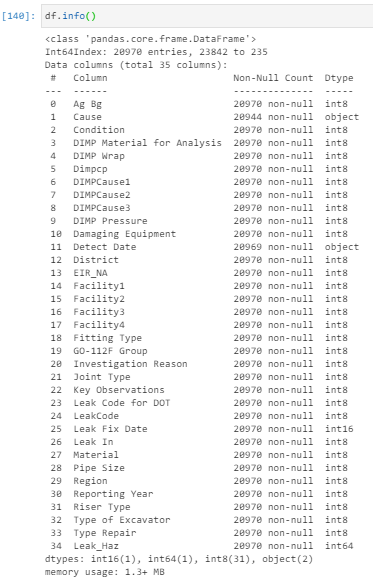 [140]: df.info()
<class 'pandas.core.frame.DataFrame'>
Int64Index: 20970 entries, 23842 to 235
Data columns (total 35 columns):
 #   Column                      Non-Null Count  Dtype
---  ------                      --------------  -----
 0   Ag Bg                       20970 non-null  int8
 1   Cause                       20944 non-null  object
 2   Condition                   20970 non-null  int8
 3   DIMP Material for Analysis  20970 non-null  int8
 4   DIMP Wrap                   20970 non-null  int8
 5   Dimpcp                      20970 non-null  int8
 6   DIMPCause1                  20970 non-null  int8
 7   DIMPCause2                  20970 non-null  int8
 8   DIMPCause3                  20970 non-null  int8
 9   DIMP Pressure               20970 non-null  int8
 10  Damaging Equipment          20970 non-null  int8
 11  Detect Date                 20969 non-null  object
 12  District                    20970 non-null  int8
 13  EIR_NA                      20970 non-null  int8
 14  Facility1                   20970 non-null  int8
 15  Facility2                   20970 non-null  int8
 16  Facility3                   20970 non-null  int8
 17  Facility4                   20970 non-null  int8
 18  Fitting Type                20970 non-null  int8
 19  GO-112F Group               20970 non-null  int8
 20  Investigation Reason        20970 non-null  int8
 21  Joint Type                  20970 non-null  int8
 22  Key Observations            20970 non-null  int8
 23  Leak Code for DOT           20970 non-null  int8
 24  LeakCode                    20970 non-null  int8
 25  Leak Fix Date               20970 non-null  int16
 26  Leak In                     20970 non-null  int8
 27  Material                    20970 non-null  int8
 28  Pipe Size                   20970 non-null  int8
 29  Region                      20970 non-null  int8
 30  Reporting Year              20970 non-null  int8
 31  Riser Type                  20970 non-null  int8
 32  Type of Excavator           20970 non-null  int8
 33  Type Repair                 20970 non-null  int8
 34  Leak_Haz                    20970 non-null  int64
dtypes: int16(1), int64(1), int8(31), object(2)
memory usage: 1.3+ MB